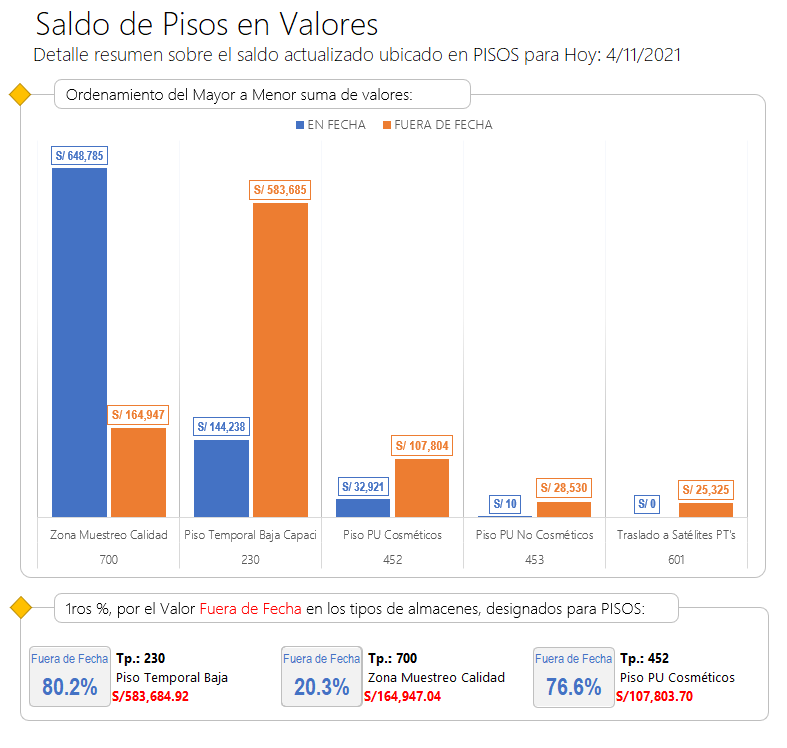 Saldo de Pisos en Valores
Detalle resumen sobre el saldo actualizado ubicado en PISOS para Hoy: 4/11/2021
Ordenamiento del Mayor a Menor suma de valores:
EN FECHA FUERA DE FECHA
S/ 648,785
S/ 583,685
S/ 164,947
S/ 144,238
S/ 107,804
S/ 32,921
S/ 28,530
S/ 25,325
S/ 10
S/ 0
Zona Muestreo Calidad Piso Temporal Baja Capaci Piso PU Cosméticos Piso PU No Cosméticos Traslado a Satélites PT's
700 230 452 453 601
1ros %, por el Valor Fuera de Fecha en los tipos de almacenes, designados para PISOS:
Fuera de Fecha
80.2%
Tp.: 230
Piso Temporal Baja
S/583,684.92
Fuera de Fecha
20.3%
Tp.: 700
Zona Muestreo Calidad
S/164,947.04
Fuera de Fecha
76.6%
Tp.: 452
Piso PU Cosméticos
S/107,803.70